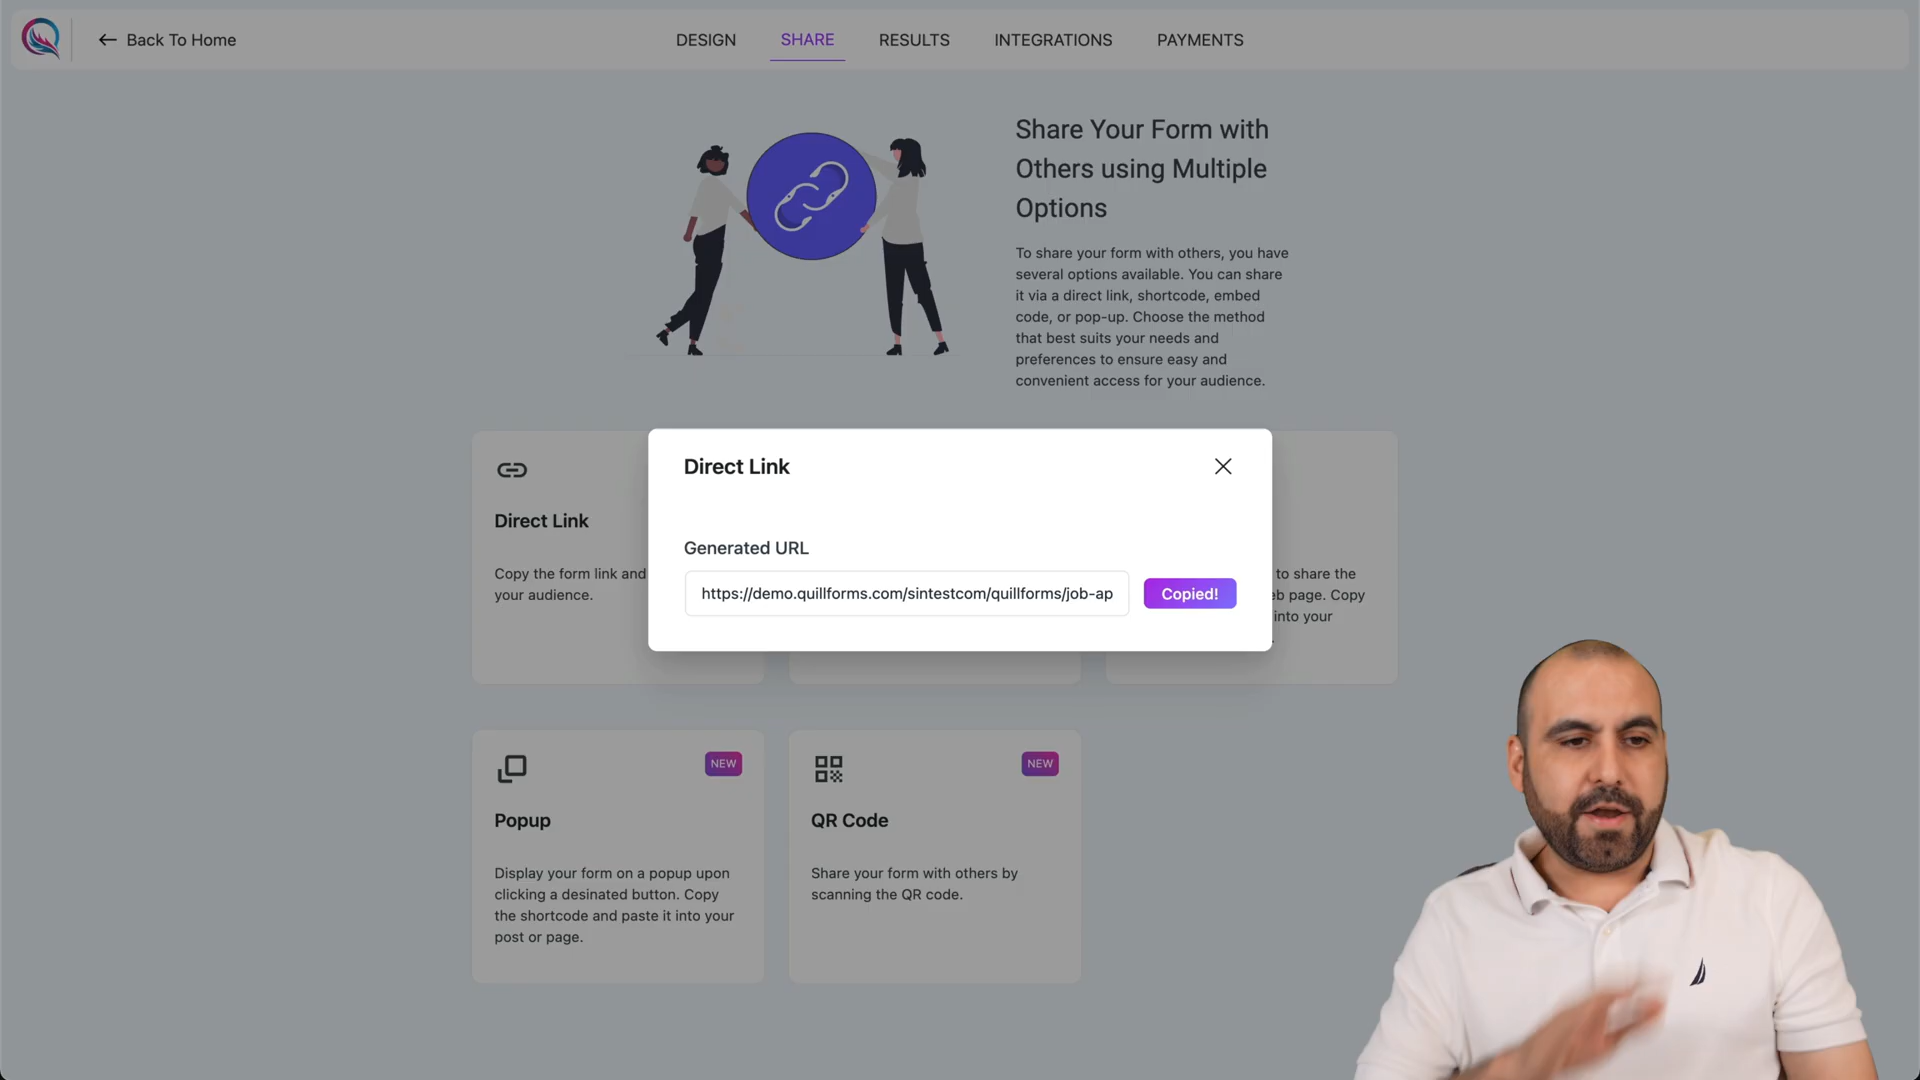 Back To Home
DESIGN
SHARE
RESULTS
INTEGRATIONS
PAYMENTS
Share Your Form with
Others using Multiple
Options
To share your form with others, you have
several options available. You can share
it via a direct link, shortcode, embed
code, or pop-up. Choose the method
that best suits your needs and
preferences to ensure easy and
convenient access for your audience.
Direct Link
Copy the form link and
your audience.
Direct Link
Generated URL
https://demo.quillforms.com/sintestcom/quillforms/job-ap
Copied!
to share the
b page. Copy
into your
NEW
Popup
Display your form on a popup upon
clicking a desinated button. Copy
the shortcode and paste it into your
post or page.
NEW
QR Code
Share your form with others by
scanning the QR code.